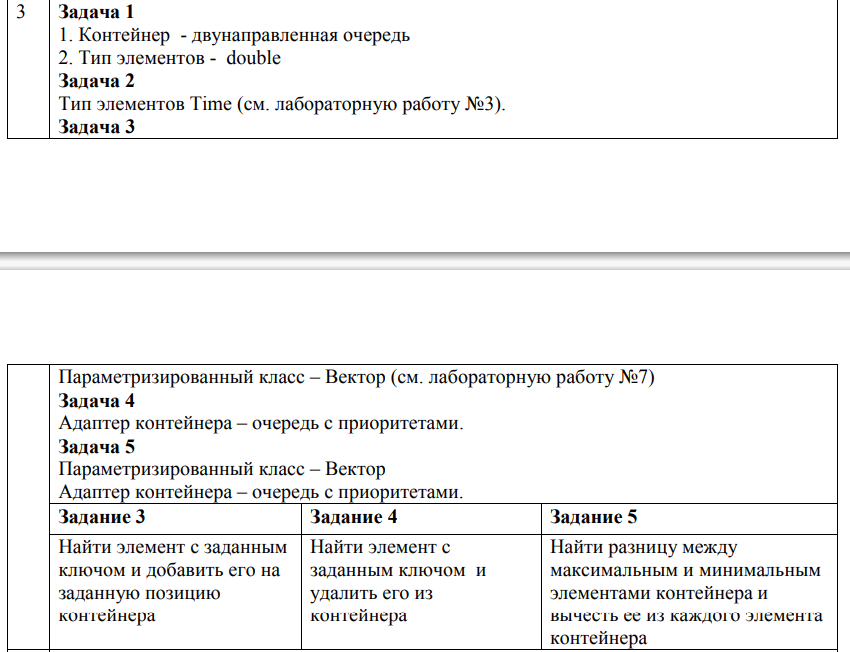 3
Задача 1
1. Контейнер - двунаправленная очередь
2. Тип элементов - double
Задача 2
Тип элементов Time (см. лабораторную работу №3).
Задача 3
Параметризированный класс – Вектор (см. лабораторную работу №7)
Задача 4
Адаптер контейнера – очередь с приоритетами.
Задача 5
Параметризированный класс – Вектор
Адаптер контейнера – очередь с приоритетами.
Задание 3
Найти элемент с заданным
ключом и добавить его на
заданную позицию
контейнера
Задание 4
Найти элемент с
заданным ключом и
удалить его из
контейнера
Задание 5
Найти разницу между
максимальным и минимальным
элементами контейнера и
вычесть ее из каждого элемента
контейнера